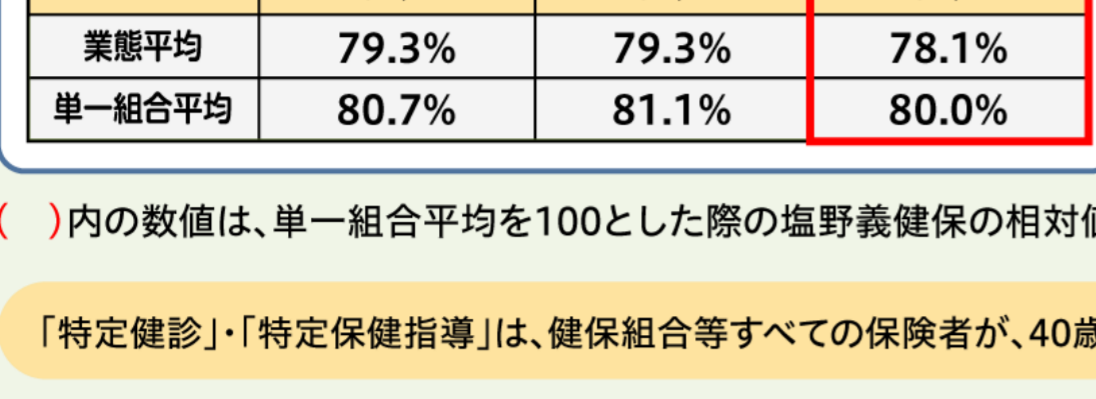 業態平均 79.3% 79.3% 78.1%
単一組合平均 80.7% 81.1% 80.0%
(　)内の数値は、単一組合平均を100とした際の塩野義健保の相対
「特定健診」・「特定保健指導」は、健保組合等すべての保険者が、40歳